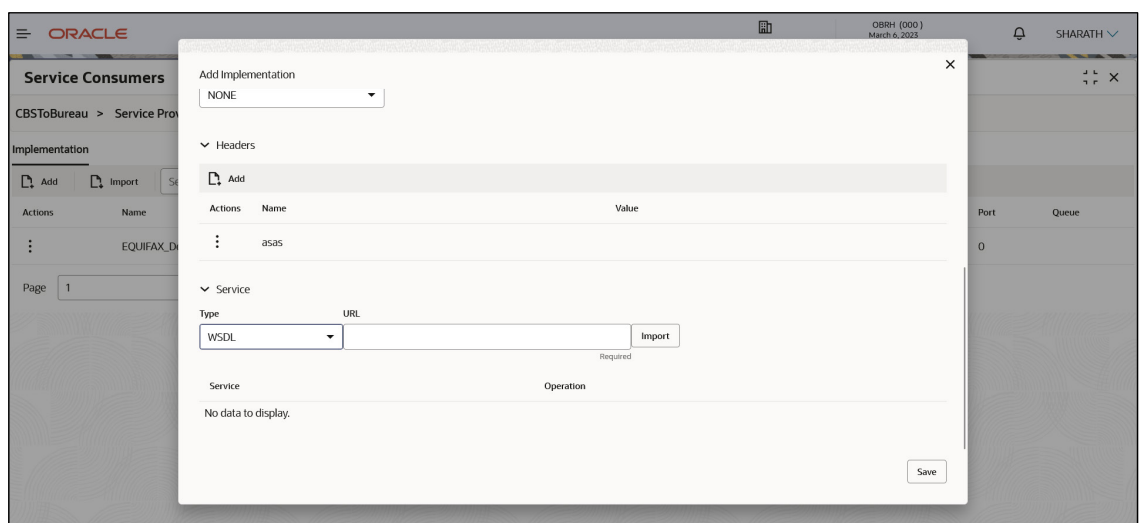 ORACLE
OBRH (000 )
March 6, 2023
SHARATH
Service Consumers
Add Implementation
NONE
CBSToBureau > Service Prov
Implementation
Headers
Add
Import
Se
Add
Actions
Name
Actions
Name
Value
Port
Queue
EQUIFAX_D
asas
0
Page
1
Service
Type
URL
WSDL
Import
Required
Service
Operation
No data to display.
Save